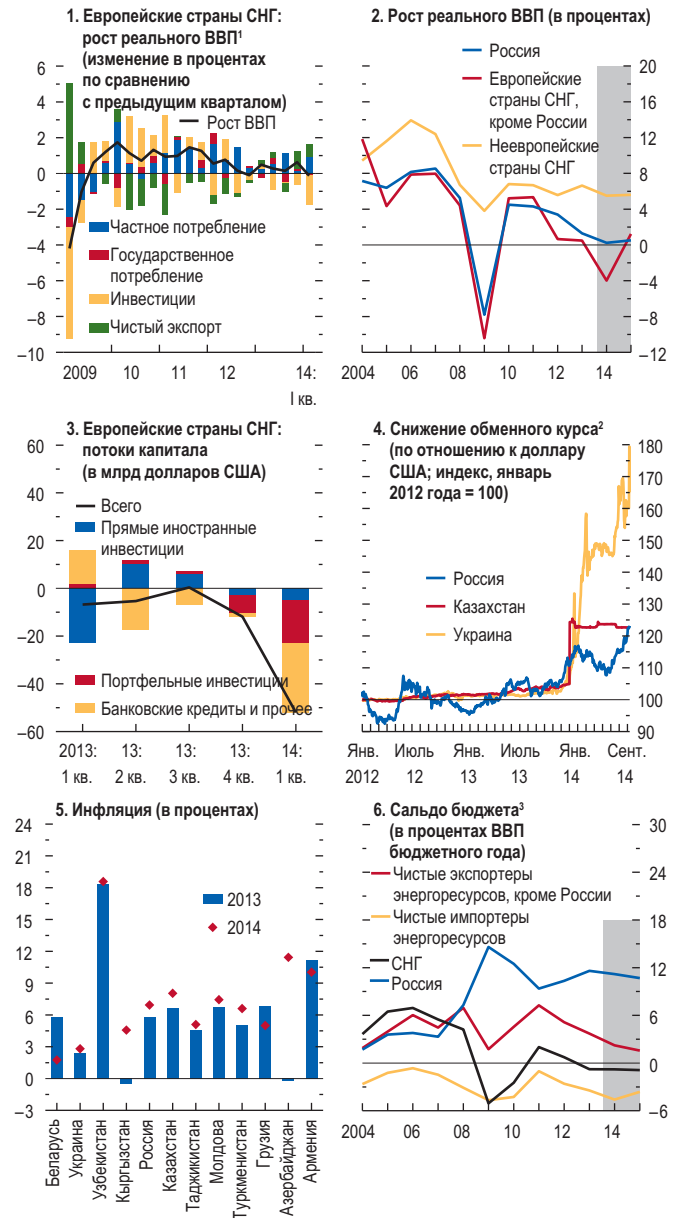 1. Европейские страны СНГ:
рост реального ВВП¹
(изменение в процентах
по сравнению
с предыдущим кварталом)
6
4
2
0
–2
–4
–6
–8
–10
Рост ВВП
Частное потребление
Государственное
потребление
Инвестиции
Чистый экспорт
2009 10 11 12 14:
I кв.
2. Рост реального ВВП (в процентах)
20
16
12
8
4
0
–4
–8
–12
Россия
Европейские
страны СНГ,
кроме России
Неевропейские
страны СНГ
2004 06 08 10 12 14
3. Европейские страны СНГ:
потоки капитала
(в млрд долларов США)
60
40
20
0
–20
–40
–60
Всего
Прямые иностранные
инвестиции
Портфельные инвестиции
Банковские кредиты и прочее
2013: 13: 13: 13: 14:
1 кв. 2 кв. 3 кв. 4 кв. 1 кв.
4. Снижение обменного курса²
(по отношению к доллару
США; индекс, январь
2012 года = 100)
180
170
160
150
140
130
120
110
100
90
Россия
Казахстан
Украина
Янв. Июль Янв. Июль Янв. Сент.
2012 12 13 13 14 14
5. Инфляция (в процентах)
24
21
18
15
12
9
6
3
0
–3
2013
2014
Беларусь
Украина
Узбекистан
Кыргызстан
Россия
Казахстан
Таджикистан
Молдова
Туркменистан
Грузия
Азербайджан
Армения
6. Сальдо бюджета³
(в процентах ВВП
бюджетного года)
30
24
18
12
6
0
–6
Чистые экспортеры
энергоресурсов, кроме России
Чистые импортеры
энергоресурсов
СНГ
Россия
2004 06 08 10 12 14